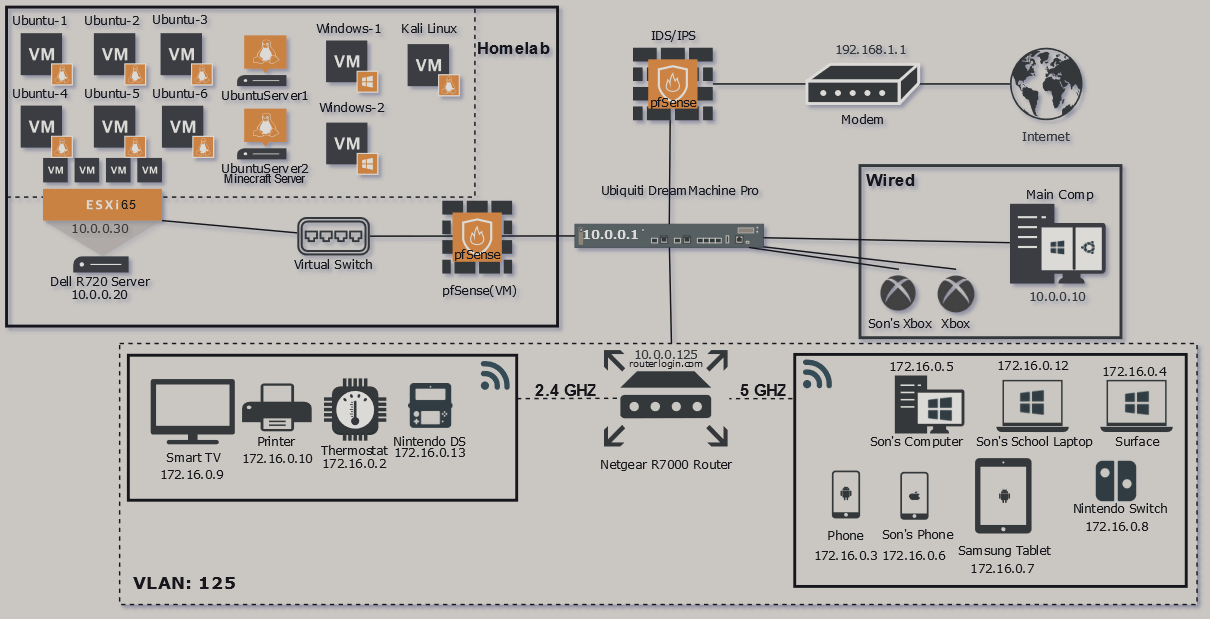 Ubuntu-1
Ubuntu-2
Ubuntu-3
VM
VM
VM
Ubuntu-4
Ubuntu-5
Ubuntu-6
VM
VM
VM
VM
VM
VM
VM
UbuntuServer1
UbuntuServer2
Minecraft Server
Windows-1
VM
Windows-2
VM
Kali Linux
VM
Homelab
ESXi 6.5
10.0.0.30
Dell R720 Server
10.0.0.20
Virtual Switch
pfSense
pfSense(VM)
IDS/IPS
pfSense
192.168.1.1
Modem
Internet
Ubiquiti DreamMachine Pro
10.0.0.1
Wired
Main Comp
10.0.0.10
Son's Xbox
Xbox
10.0.0.125
routerlogin.com
2.4 GHZ
5 GHZ
Netgear R7000 Router
Smart TV
172.16.0.9
Printer
172.16.0.10
Thermostat
172.16.0.2
Nintendo DS
172.16.0.13
172.16.0.5
Son's Computer
172.16.0.12
Son's School Laptop
172.16.0.4
Surface
Phone
172.16.0.3
Son's Phone
172.16.0.6
Samsung Tablet
172.16.0.7
Nintendo Switch
172.16.0.8
VLAN: 125